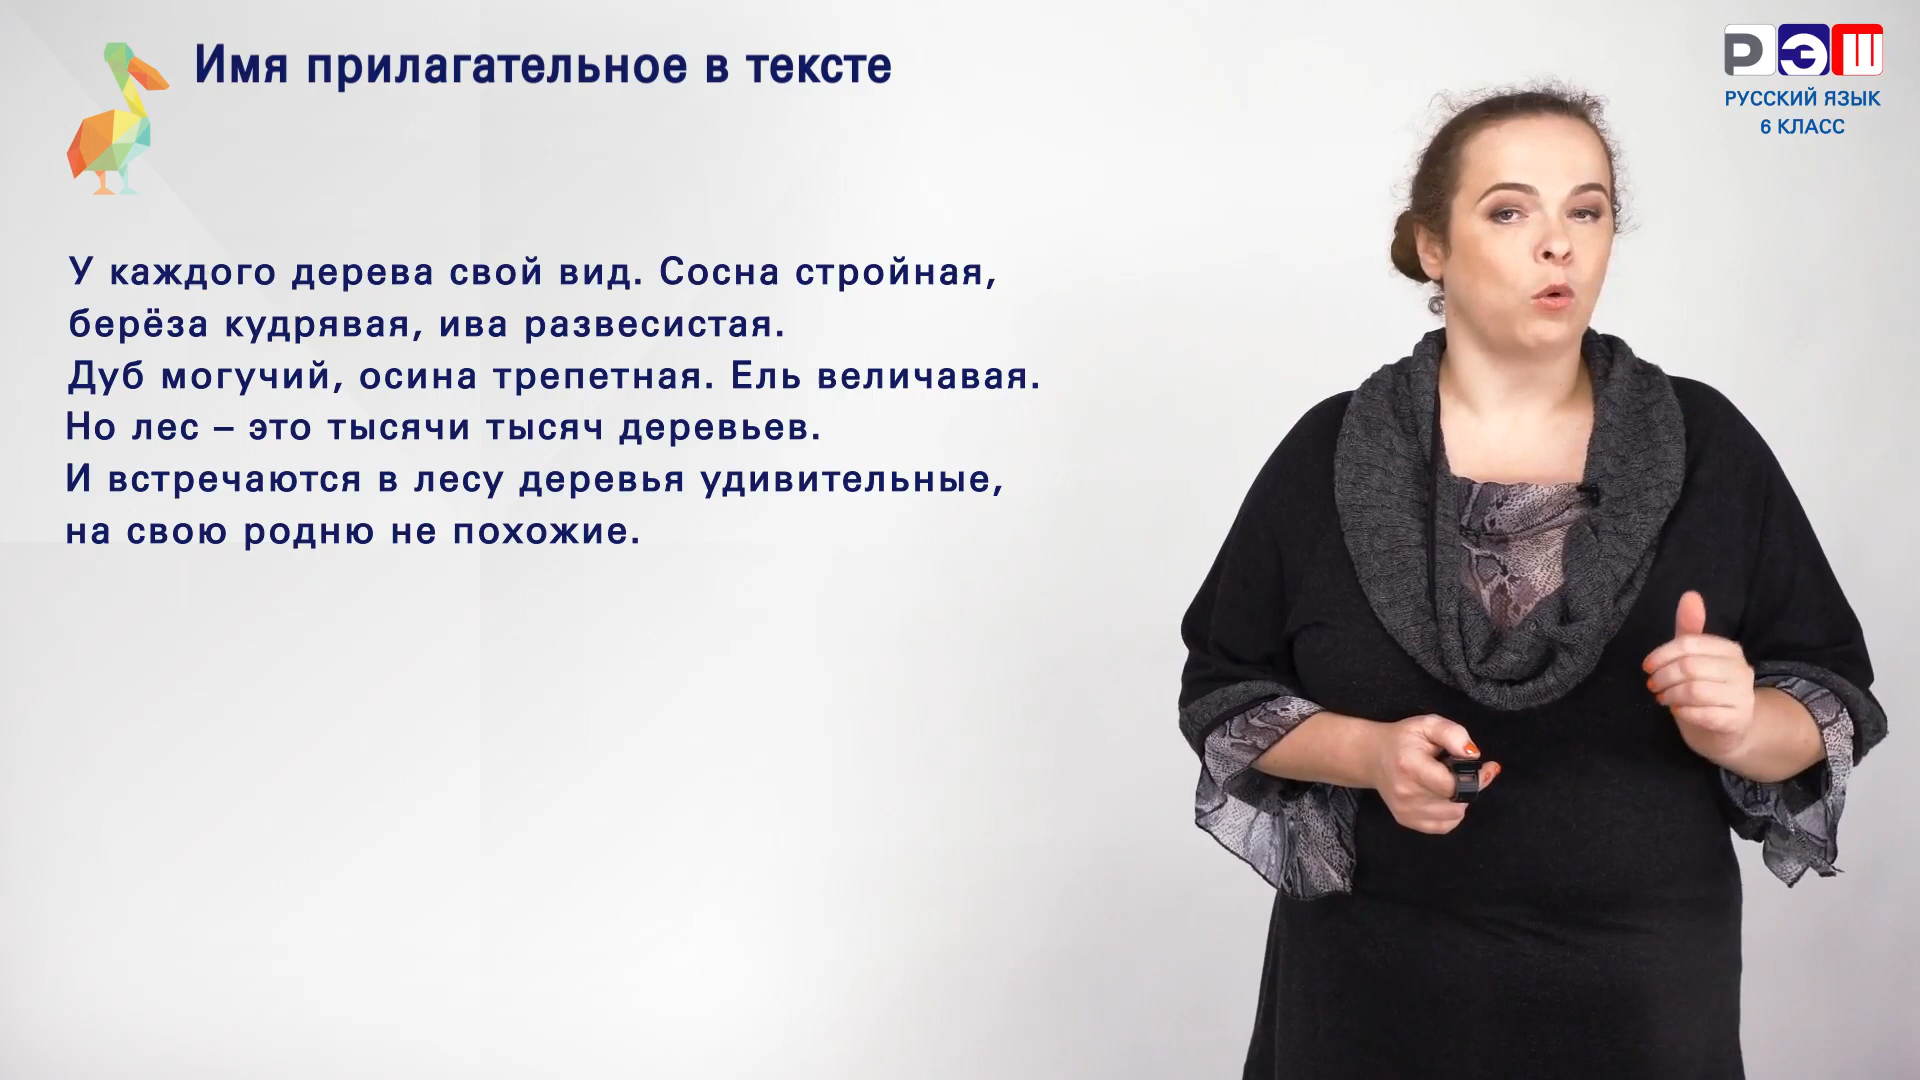 Имя прилагательное в тексте
РЭШ
РУССКИЙ ЯЗЫК
6 КЛАСС
У каждого дерева свой вид. Сосна стройная,
берёза кудрявая, ива развесистая.
Дуб могучий, осина трепетная. Ель величавая.
Но лес – это тысячи тысяч деревьев.
И встречаются в лесу деревья удивительные,
на свою родню не похожие.